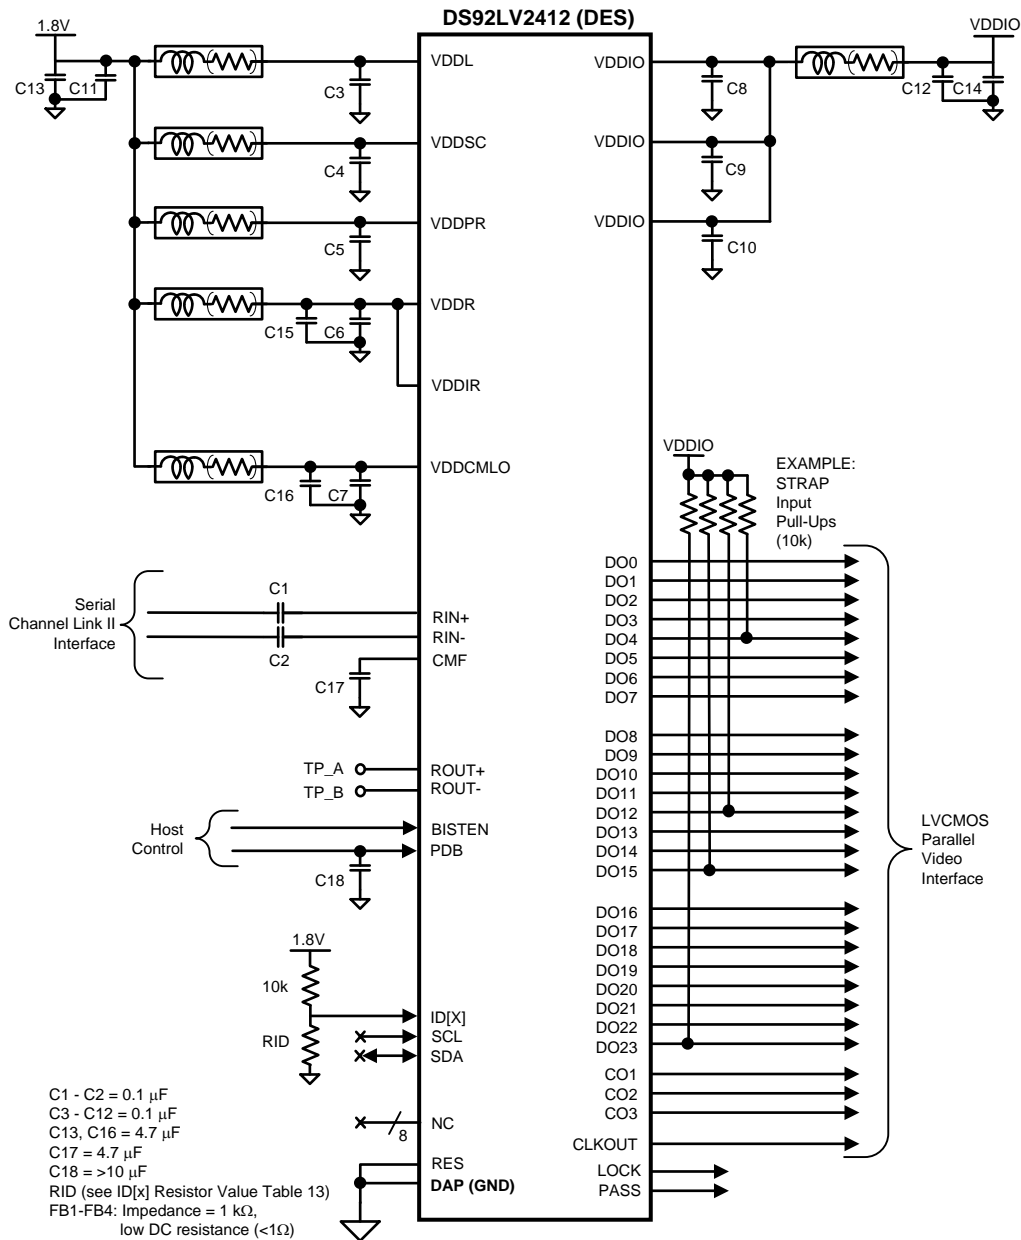 DS92LV2412 (DES)
1.8V
VDDIO
C13
C11
C3
VDDL
VDDIO
C8
C12
C14
C4
VDDSC
VDDIO
C9
C5
VDDPR
VDDIO
C10
C15
C6
VDDR
VDDIR
C16
C7
VDDCMLO
VDDIO
EXAMPLE:
STRAP
Input
Pull-Ups
(10k)
Serial
Channel Link II
Interface
C1
C2
RIN+
RIN-
CMF
C17
TP_A
TP_B
ROUT+
ROUT-
Host
Control
BISTEN
PDB
C18
1.8V
10k
RID
ID[X]
SCL
SDA
NC
8
RES
DAP (GND)
DO0
DO1
DO2
DO3
DO4
DO5
DO6
DO7
DO8
DO9
DO10
DO11
DO12
DO13
DO14
DO15
DO16
DO17
DO18
DO19
DO20
DO21
DO22
DO23
CO1
CO2
CO3
CLKOUT
LOCK
PASS
LVCMOS
Parallel
Video
Interface
C1 - C2 = 0.1 μF
C3 - C12 = 0.1 μF
C13, C16 = 4.7 μF
C17 = 4.7 μF
C18 = >10 μF
RID (see ID[x] Resistor Value Table 13)
FB1-FB4: Impedance = 1 kΩ,
low DC resistance (<1Ω)